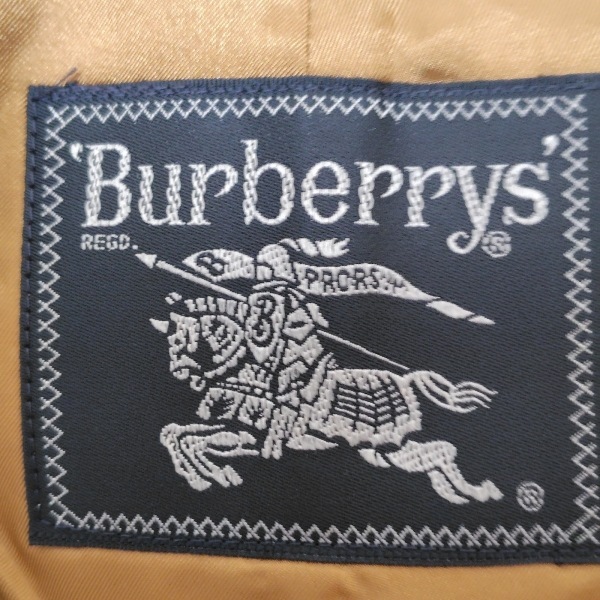 'Burberrys'
REGD. ®
B PRORSUM
®